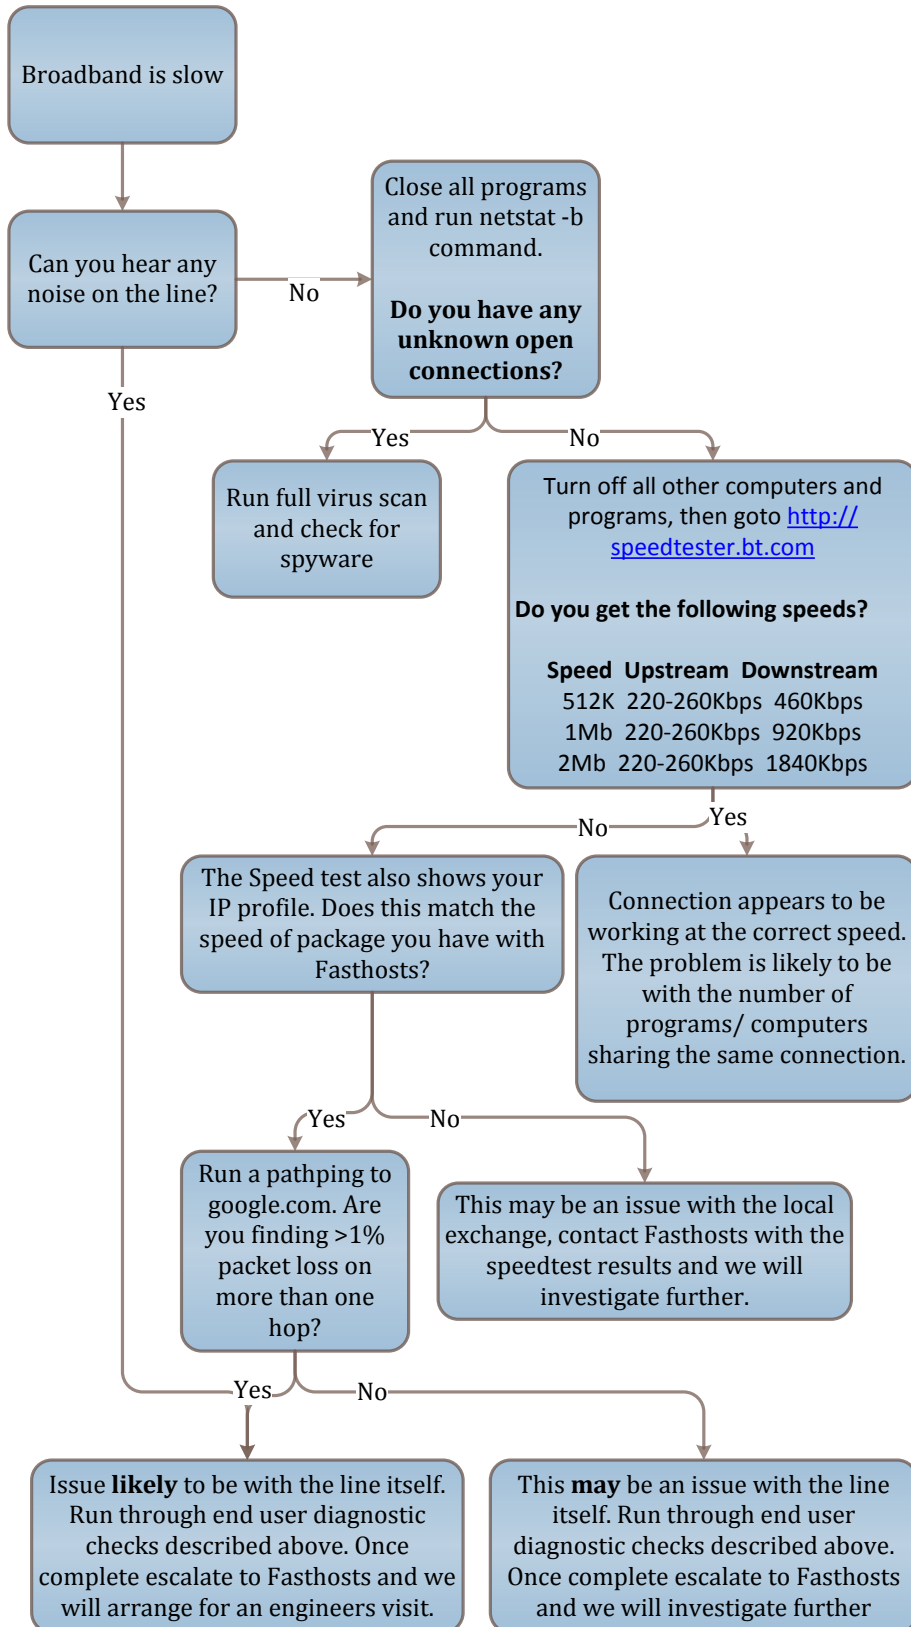 Broadband is slow
Can you hear any
noise on the line?
No
Close all programs
and run netstat -b
command.
Do you have any
unknown open
connections?
Yes
Yes
No
Run full virus scan
and check for
spyware
Turn off all other computers and
programs, then goto http://
speedtester.bt.com
Do you get the following speeds?
Speed Upstream Downstream
512K 220-260Kbps 460Kbps
1Mb 220-260Kbps 920Kbps
2Mb 220-260Kbps 1840Kbps
No
Yes
The Speed test also shows your
IP profile. Does this match the
speed of package you have with
Fasthosts?
Connection appears to be
working at the correct speed.
The problem is likely to be
with the number of
programs/ computers
sharing the same connection.
Yes
No
Run a pathping to
google.com. Are
you finding >1%
packet loss on
more than one
hop?
This may be an issue with the local
exchange, contact Fasthosts with the
speedtest results and we will
investigate further.
Yes
No
Issue likely to be with the line itself.
Run through end user diagnostic
checks described above. Once
complete escalate to Fasthosts and we
will arrange for an engineers visit.
This may be an issue with the line
itself. Run through end user
diagnostic checks described above.
Once complete escalate to Fasthosts
and we will investigate further